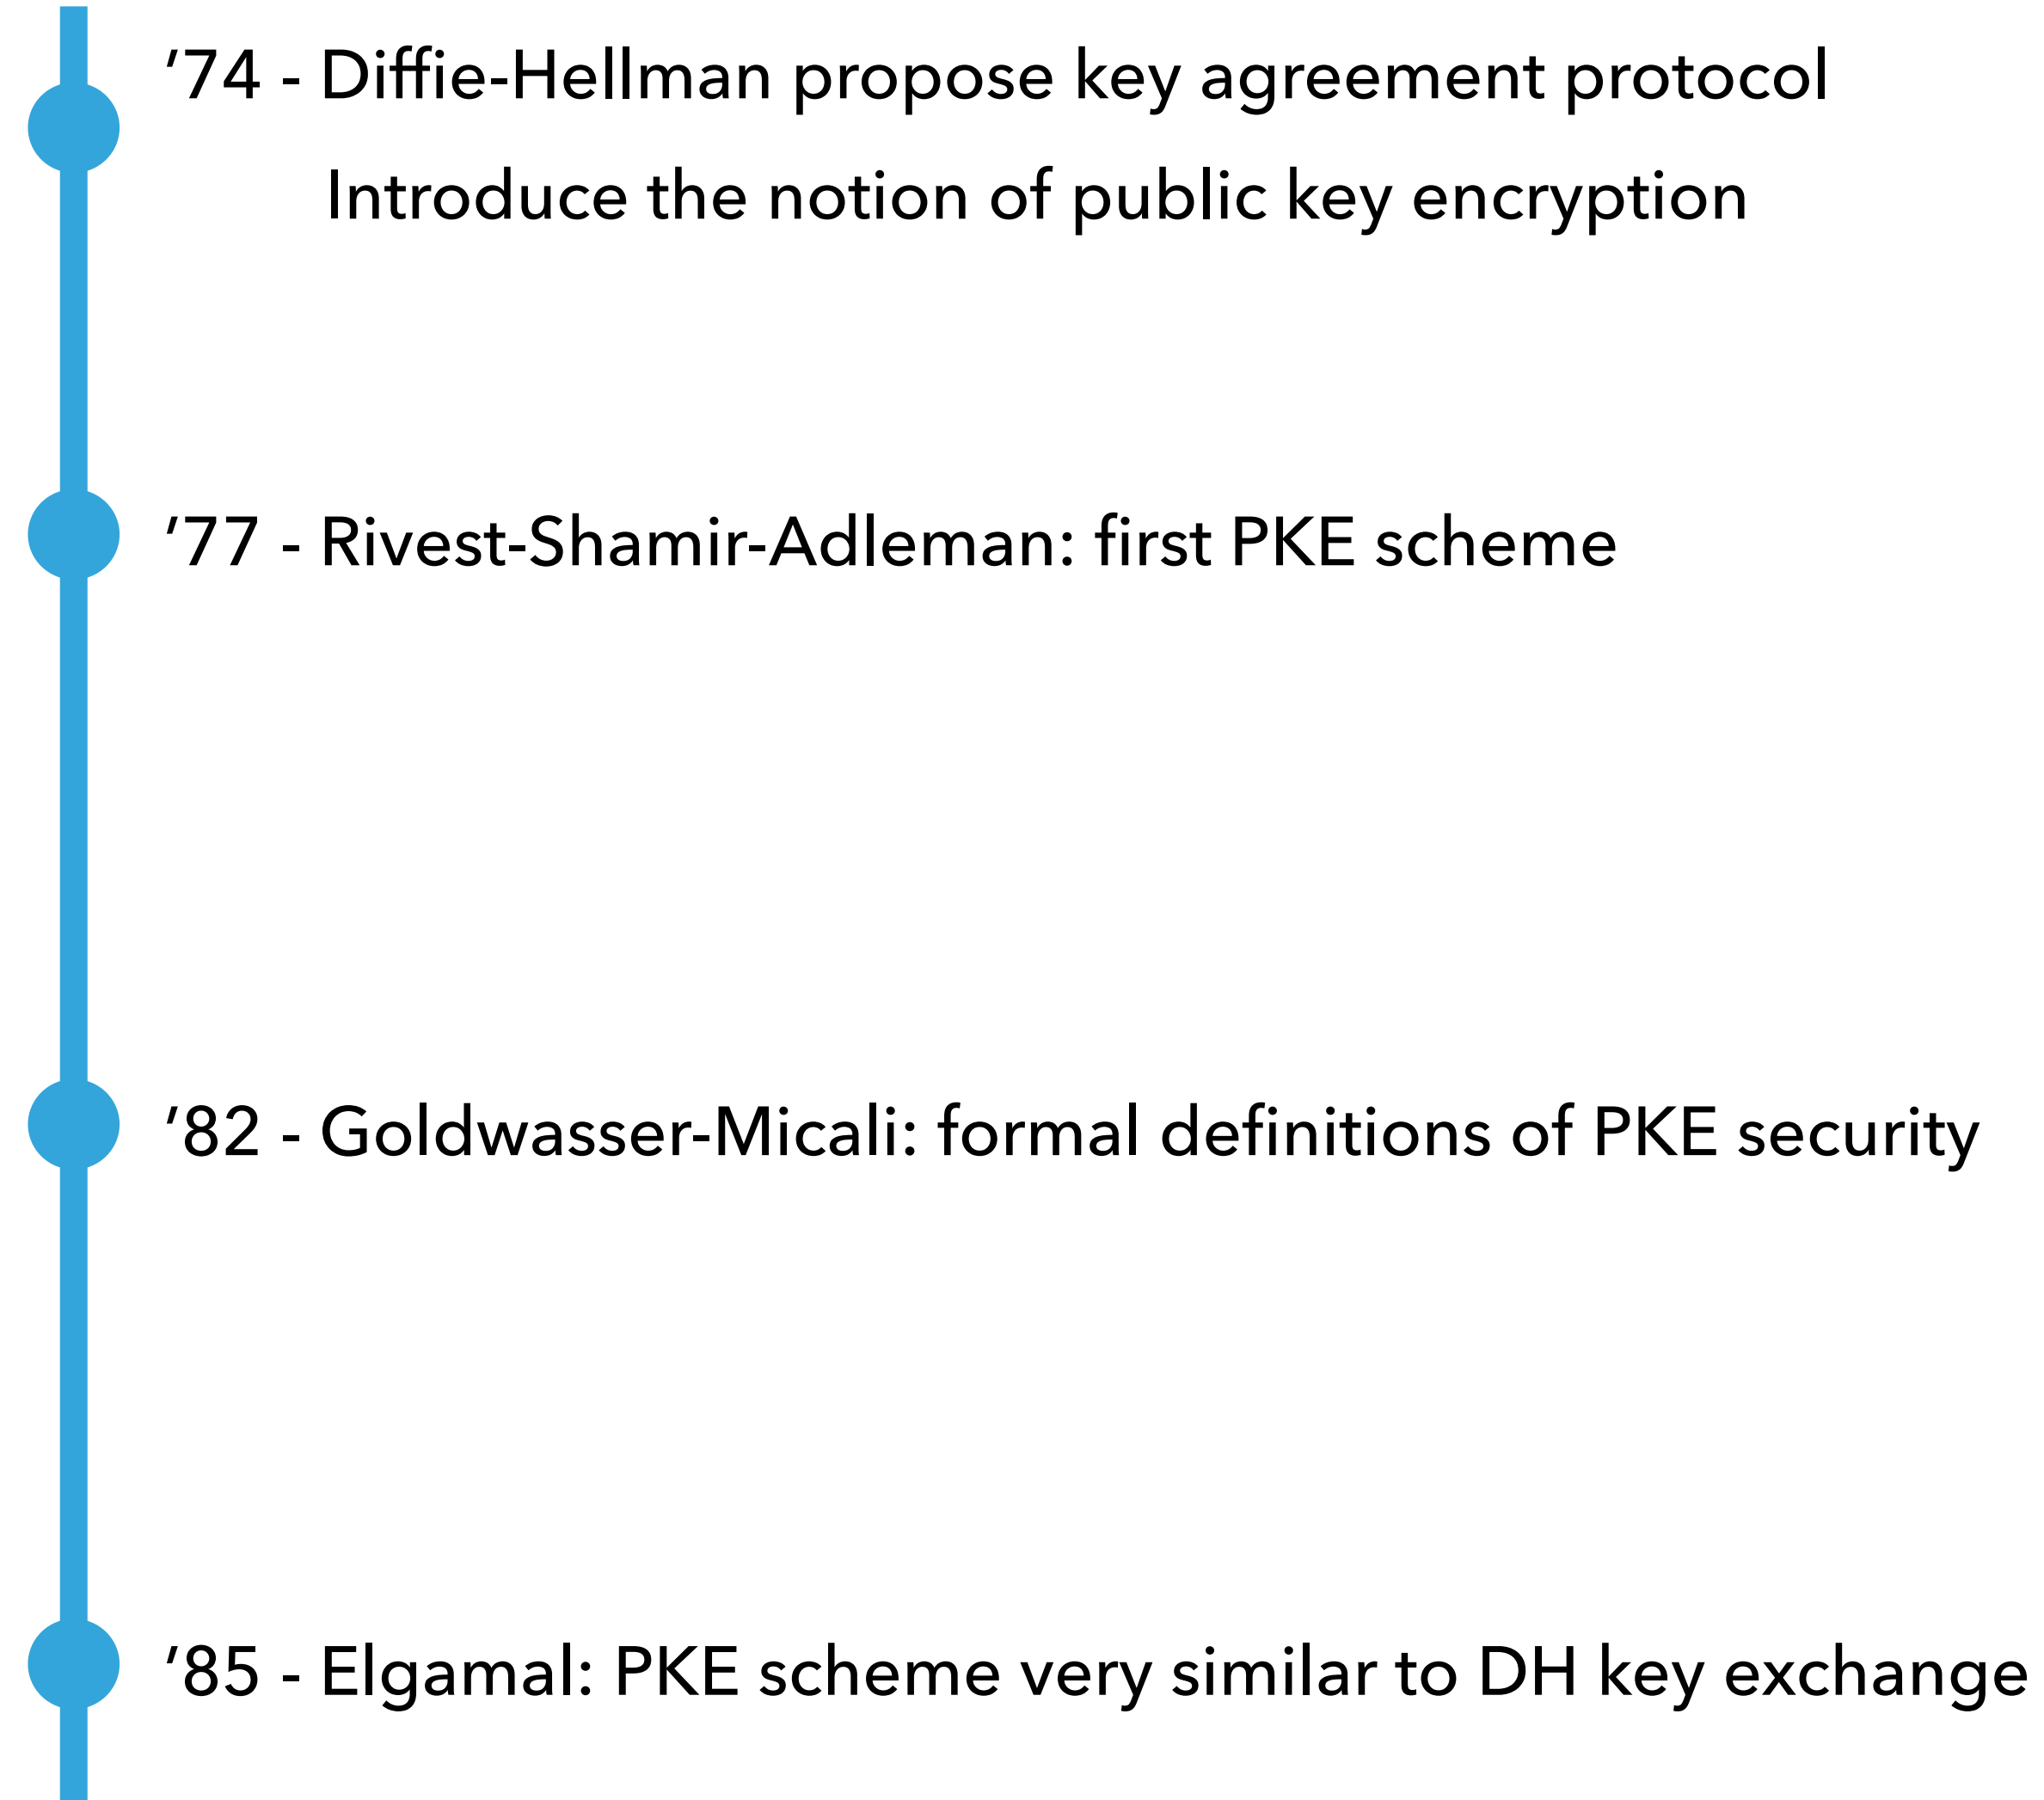 ′74 - Diffie-Hellman propose key agreement protocol
Introduce the notion of public key encryption
′77 - Rivest-Shamir-Adleman: first PKE scheme
′82 - Goldwasser-Micali: formal definition of PKE security
′85 - Elgamal: PKE scheme very similar to DH key exchange